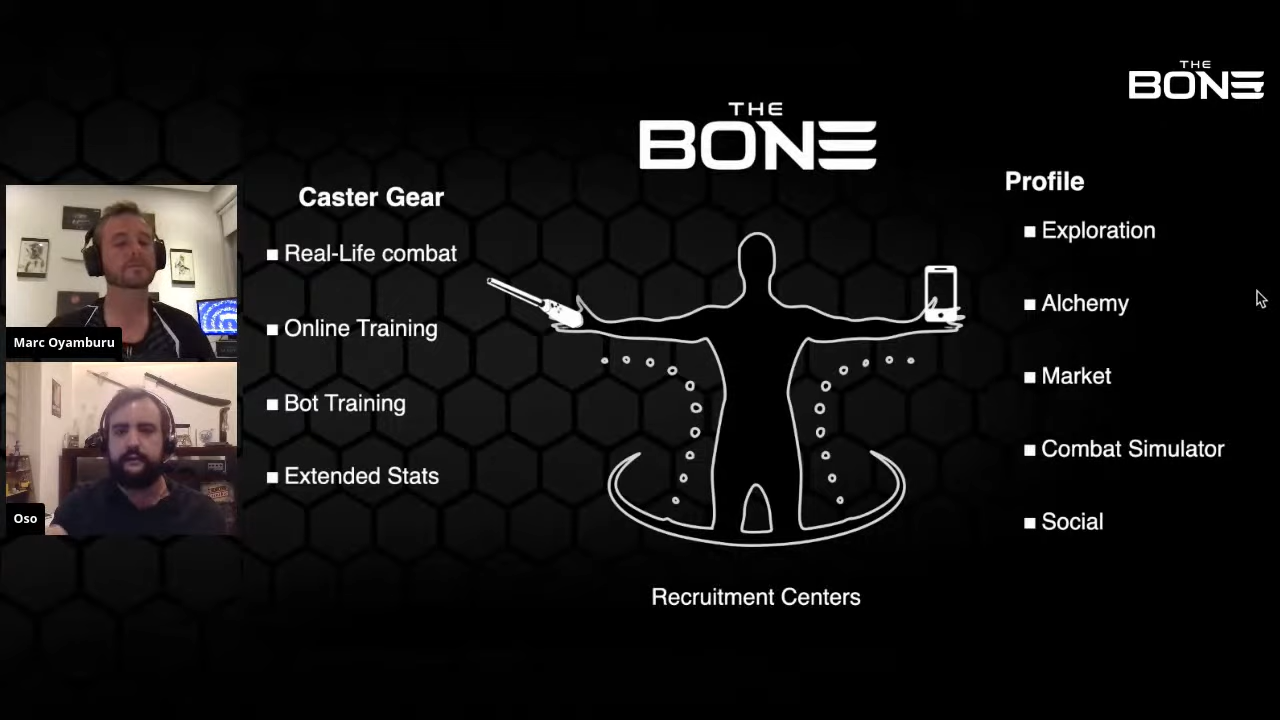 THE
BONE
THE
BONE
Caster Gear
Real-Life combat
Online Training
Bot Training
Extended Stats
Profile
Exploration
Alchemy
Market
Combat Simulator
Social
Marc Oyamburu
Oso
Recruitment Centers